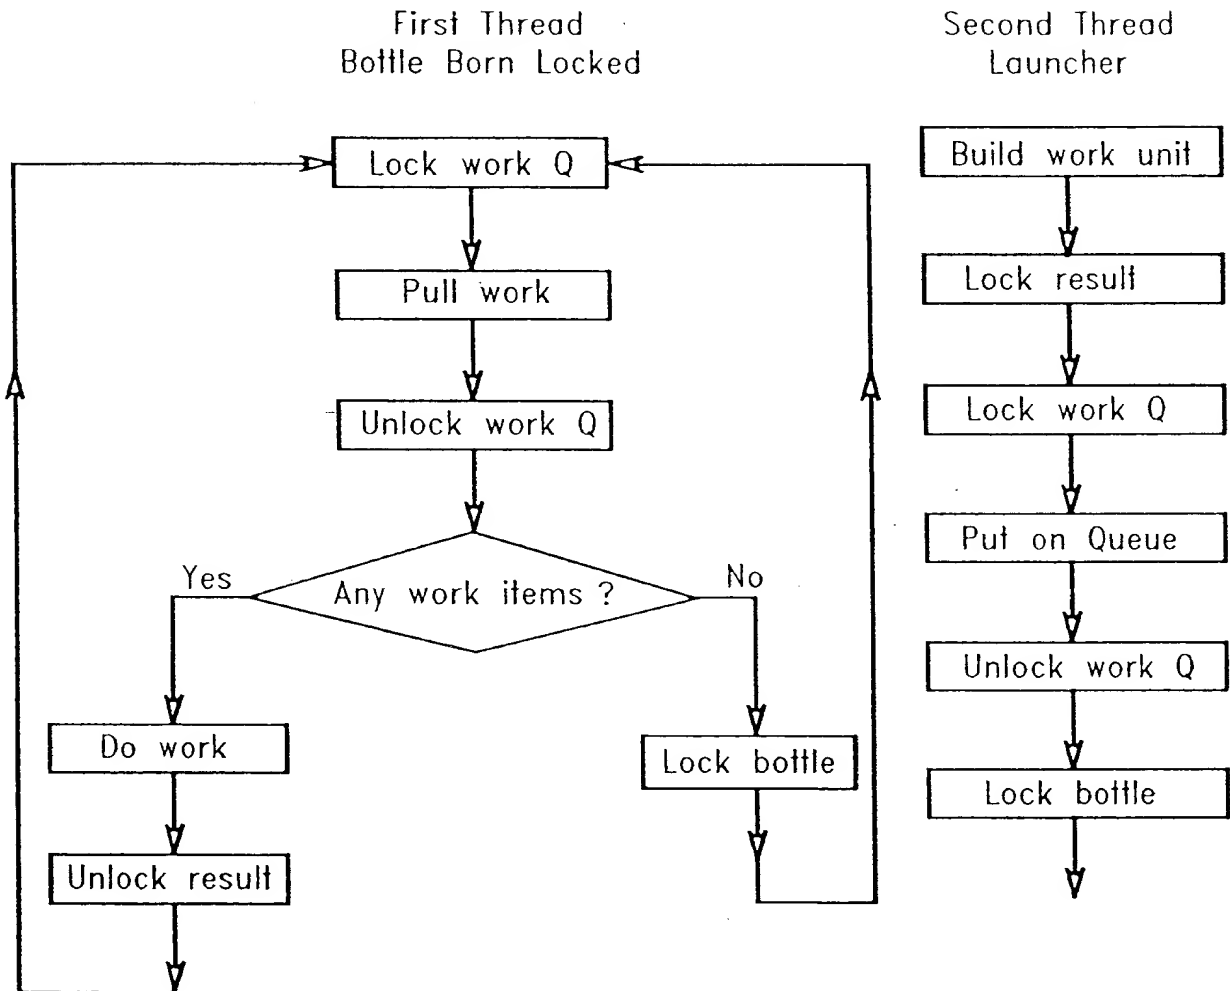 First Thread
Bottle Born Locked
Lock work Q
Pull work
Unlock work Q
Any work items ?
Yes
No
Do work
Unlock result
Lock bottle
Second Thread
Launcher
Build work unit
Lock result
Lock work Q
Put on Queue
Unlock work Q
Lock bottle